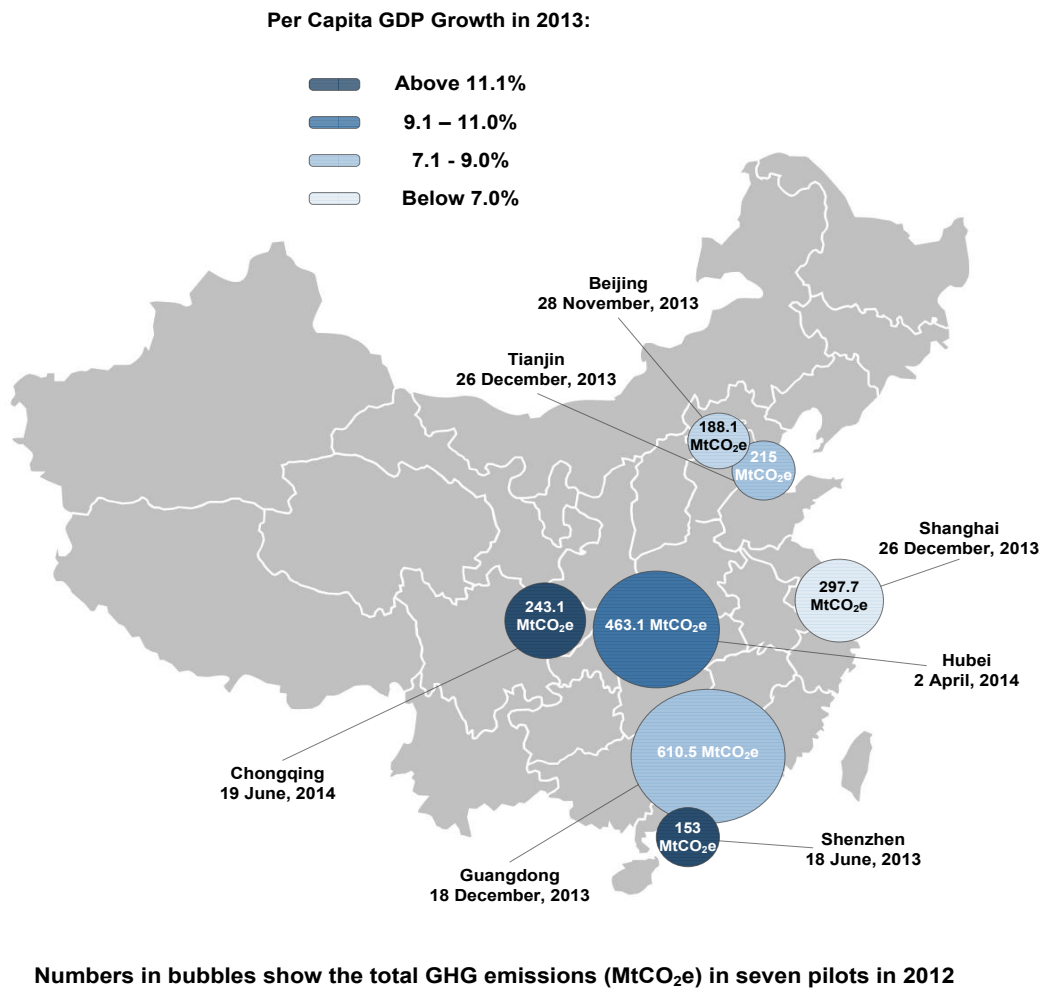 Per Capita GDP Growth in 2013:
Above 11.1%
9.1 – 11.0%
7.1 - 9.0%
Below 7.0%
Beijing
28 November, 2013
Tianjin
26 December, 2013
188.1
MtCO₂e
215
MtCO₂e
Shanghai
26 December, 2013
297.7
MtCO₂e
243.1
MtCO₂e
463.1 MtCO₂e
Hubei
2 April, 2014
610.5 MtCO₂e
Chongqing
19 June, 2014
153
MtCO₂e
Shenzhen
18 June, 2013
Guangdong
18 December, 2013
Numbers in bubbles show the total GHG emissions (MtCO₂e) in seven pilots in 2012